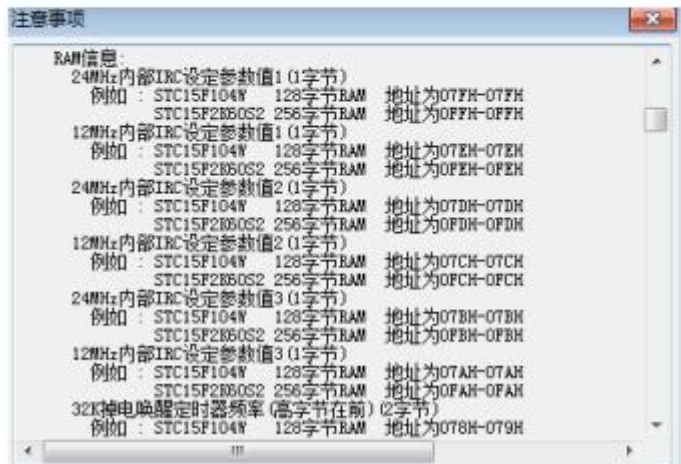 注意事项
RAM信息:
24MHz内部IRC设定参数值1(1字节)
例如 : STC15F104W 128字节RAM 地址为07FH-07FH
STC15F2K60S2 256字节RAM 地址为0FFH-0FFH
12MHz内部IRC设定参数值1(1字节)
例如 : STC15F104W 128字节RAM 地址为07EH-07EH
STC15F2K60S2 256字节RAM 地址为0FEH-0FEH
24MHz内部IRC设定参数值2(1字节)
例如 : STC15F104W 128字节RAM 地址为07DH-07DH
STC15F2K60S2 256字节RAM 地址为0FDH-0FDH
12MHz内部IRC设定参数值2(1字节)
例如 : STC15F104W 128字节RAM 地址为07CH-07CH
STC15F2K60S2 256字节RAM 地址为0FCH-0FCH
24MHz内部IRC设定参数值3(1字节)
例如 : STC15F104W 128字节RAM 地址为07BH-07BH
STC15F2K60S2 256字节RAM 地址为0FBH-0FBH
12MHz内部IRC设定参数值3(1字节)
例如 : STC15F104W 128字节RAM 地址为07AH-07AH
STC15F2K60S2 256字节RAM 地址为0FAH-0FAH
32K掉电唤醒定时器频率(高字节在前)(2字节)
例如 : STC15F104W 128字节RAM 地址为078H-079H